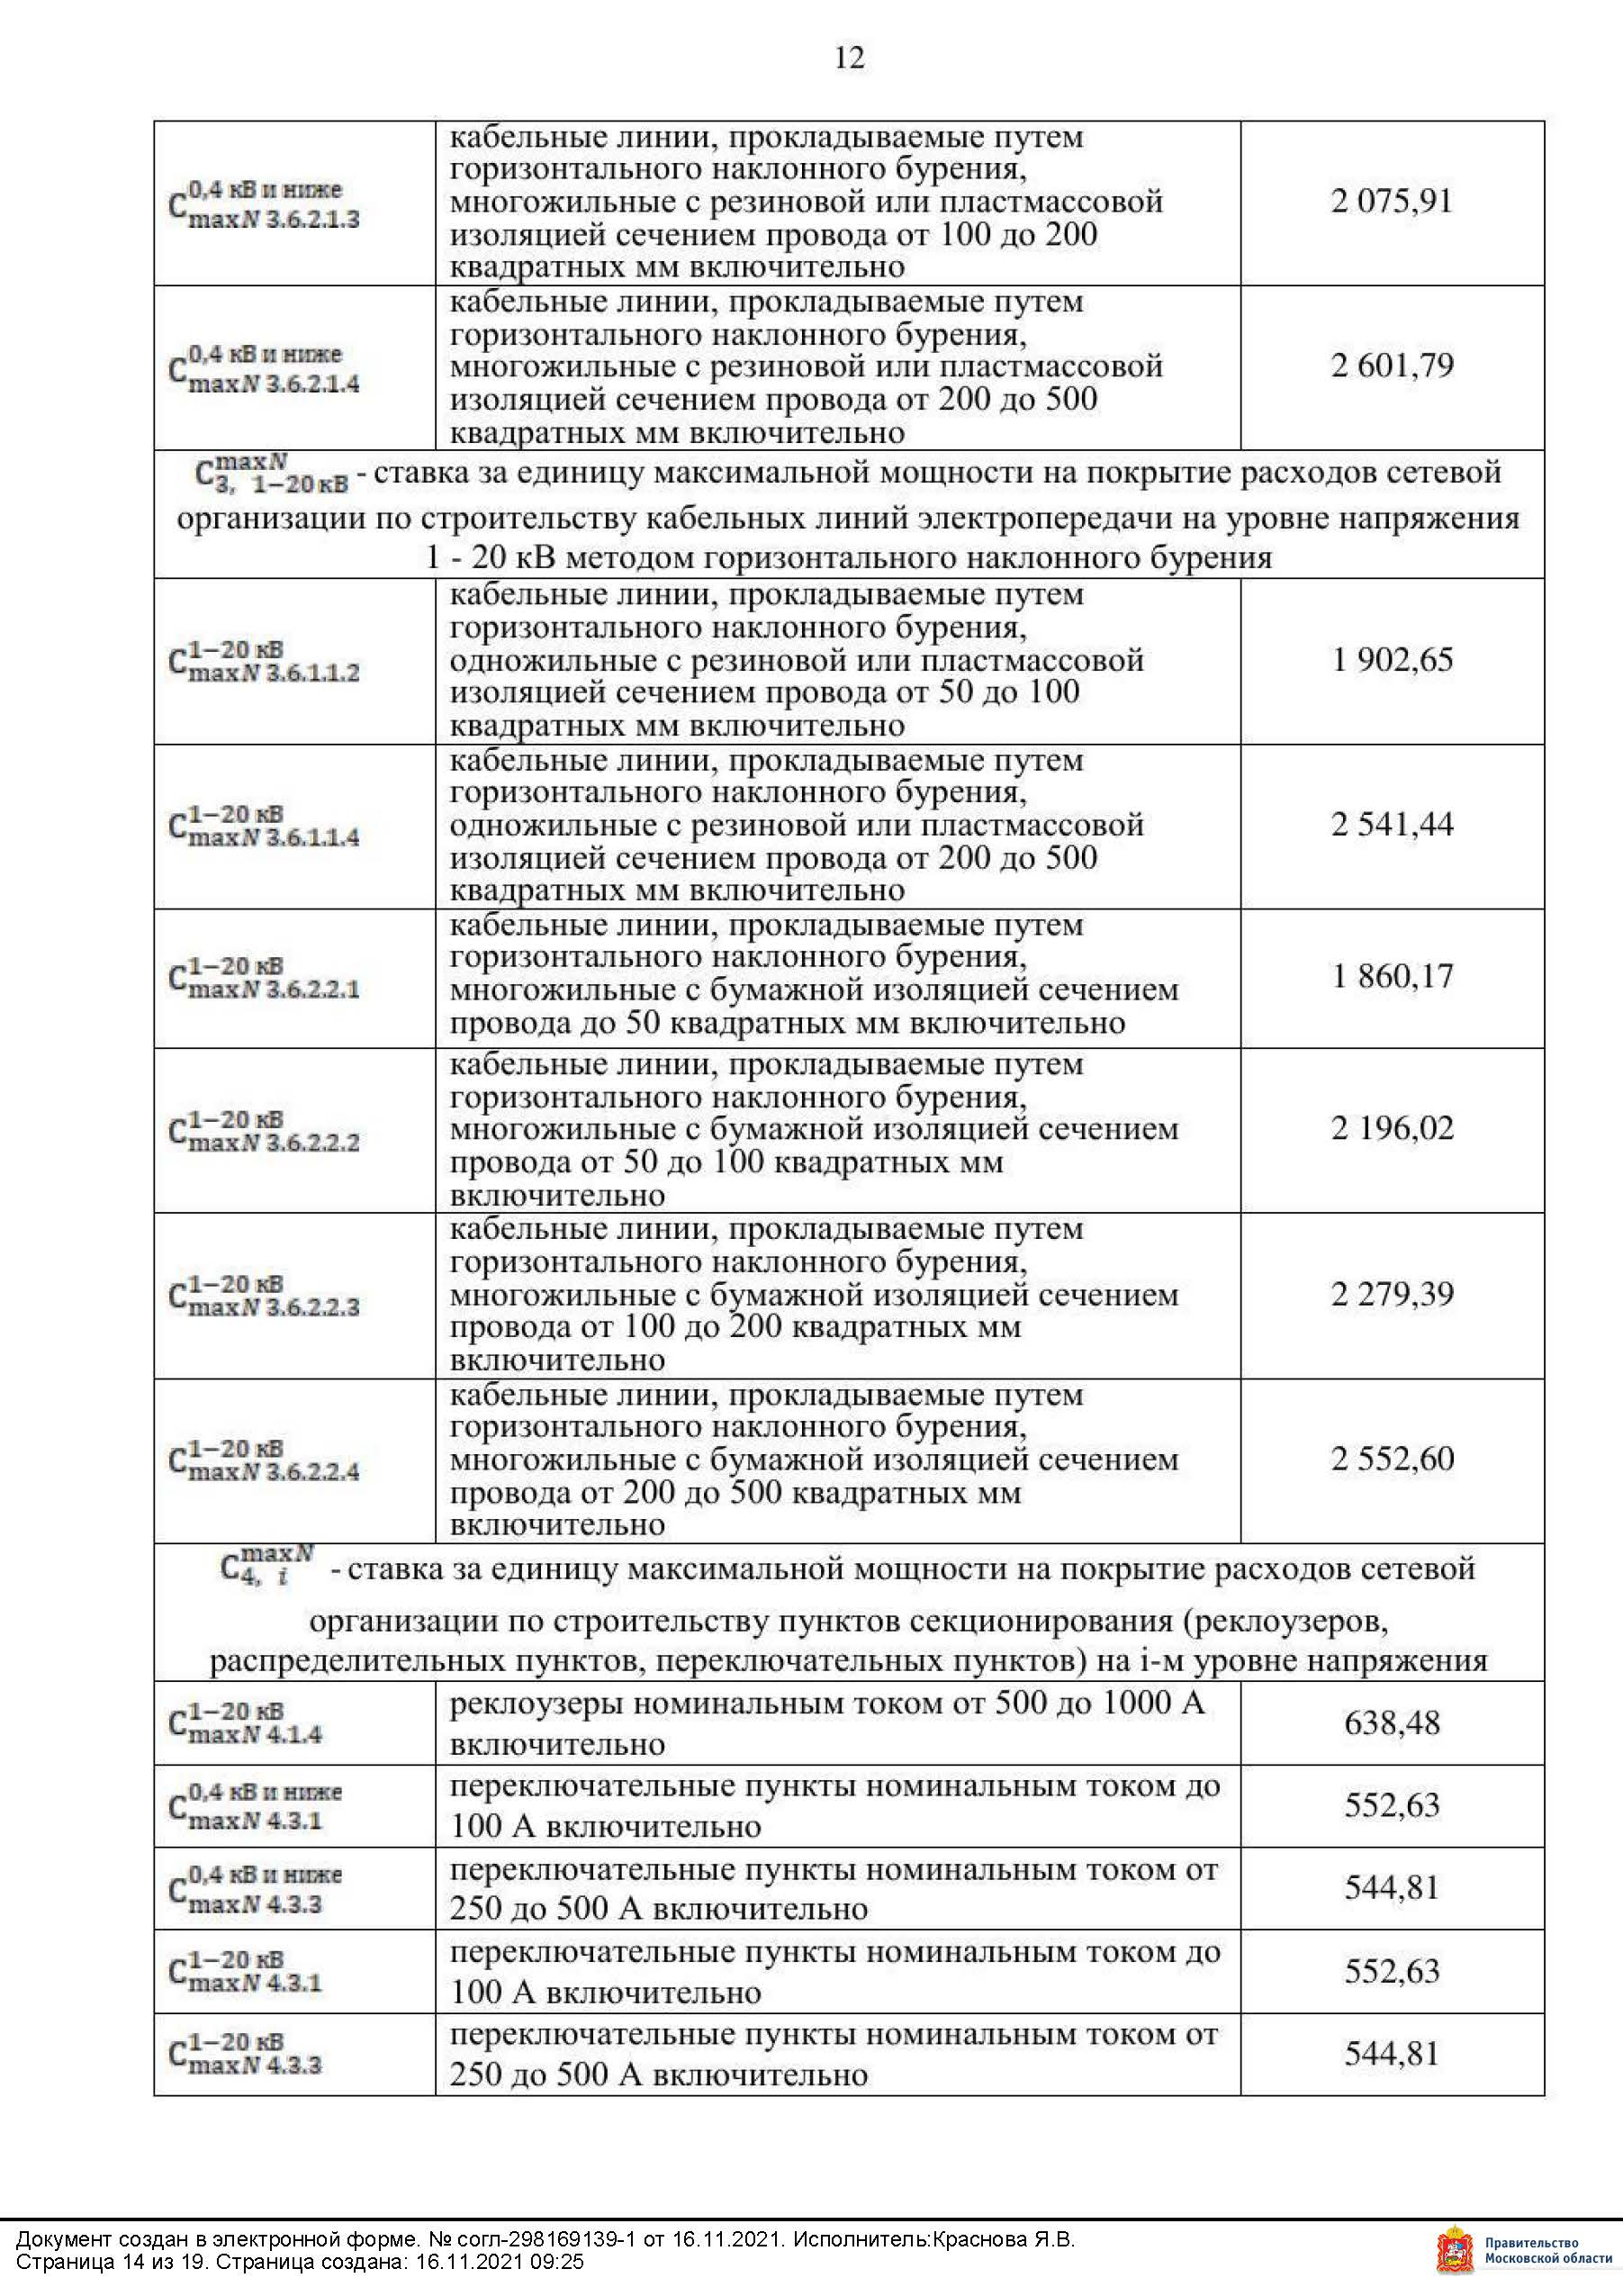 12
C 0,4 кВ и ниже maxN 3.6.2.1.3
кабельные линии, прокладываемые путем
горизонтального наклонного бурения,
многожильные с резиновой или пластмассовой
изоляцией сечением провода от 100 до 200
квадратных мм включительно
2 075,91
C 0,4 кВ и ниже maxN 3.6.2.1.4
кабельные линии, прокладываемые путем
горизонтального наклонного бурения,
многожильные с резиновой или пластмассовой
изоляцией сечением провода от 200 до 500
квадратных мм включительно
2 601,79
C maxN 3, 1–20 кВ - ставка за единицу максимальной мощности на покрытие расходов сетевой
организации по строительству кабельных линий электропередачи на уровне напряжения
1 - 20 кВ методом горизонтального наклонного бурения
C 1–20 кВ maxN 3.6.1.1.2
кабельные линии, прокладываемые путем
горизонтального наклонного бурения,
одножильные с резиновой или пластмассовой
изоляцией сечением провода от 50 до 100
квадратных мм включительно
1 902,65
C 1–20 кВ maxN 3.6.1.1.4
кабельные линии, прокладываемые путем
горизонтального наклонного бурения,
одножильные с резиновой или пластмассовой
изоляцией сечением провода от 200 до 500
квадратных мм включительно
2 541,44
C 1–20 кВ maxN 3.6.2.2.1
кабельные линии, прокладываемые путем
горизонтального наклонного бурения,
многожильные с бумажной изоляцией сечением
провода до 50 квадратных мм включительно
1 860,17
C 1–20 кВ maxN 3.6.2.2.2
кабельные линии, прокладываемые путем
горизонтального наклонного бурения,
многожильные с бумажной изоляцией сечением
провода от 50 до 100 квадратных мм
включительно
2 196,02
C 1–20 кВ maxN 3.6.2.2.3
кабельные линии, прокладываемые путем
горизонтального наклонного бурения,
многожильные с бумажной изоляцией сечением
провода от 100 до 200 квадратных мм
включительно
2 279,39
C 1–20 кВ maxN 3.6.2.2.4
кабельные линии, прокладываемые путем
горизонтального наклонного бурения,
многожильные с бумажной изоляцией сечением
провода от 200 до 500 квадратных мм
включительно
2 552,60
C maxN 4, i - ставка за единицу максимальной мощности на покрытие расходов сетевой
организации по строительству пунктов секционирования (реклоузеров,
распределительных пунктов, переключательных пунктов) на i-м уровне напряжения
C 1–20 кВ maxN 4.1.4
реклоузеры номинальным током от 500 до 1000 А
включительно
638,48
C 0,4 кВ и ниже maxN 4.3.1
переключательные пункты номинальным током до
100 А включительно
552,63
C 0,4 кВ и ниже maxN 4.3.3
переключательные пункты номинальным током от
250 до 500 А включительно
544,81
C 1–20 кВ maxN 4.3.1
переключательные пункты номинальным током до
100 А включительно
552,63
C 1–20 кВ maxN 4.3.3
переключательные пункты номинальным током от
250 до 500 А включительно
544,81
Документ создан в электронной форме. № согл-298169139-1 от 16.11.2021. Исполнитель:Краснова Я.В.
Страница 14 из 19. Страница создана: 16.11.2021 09:25
Правительство
Московской области